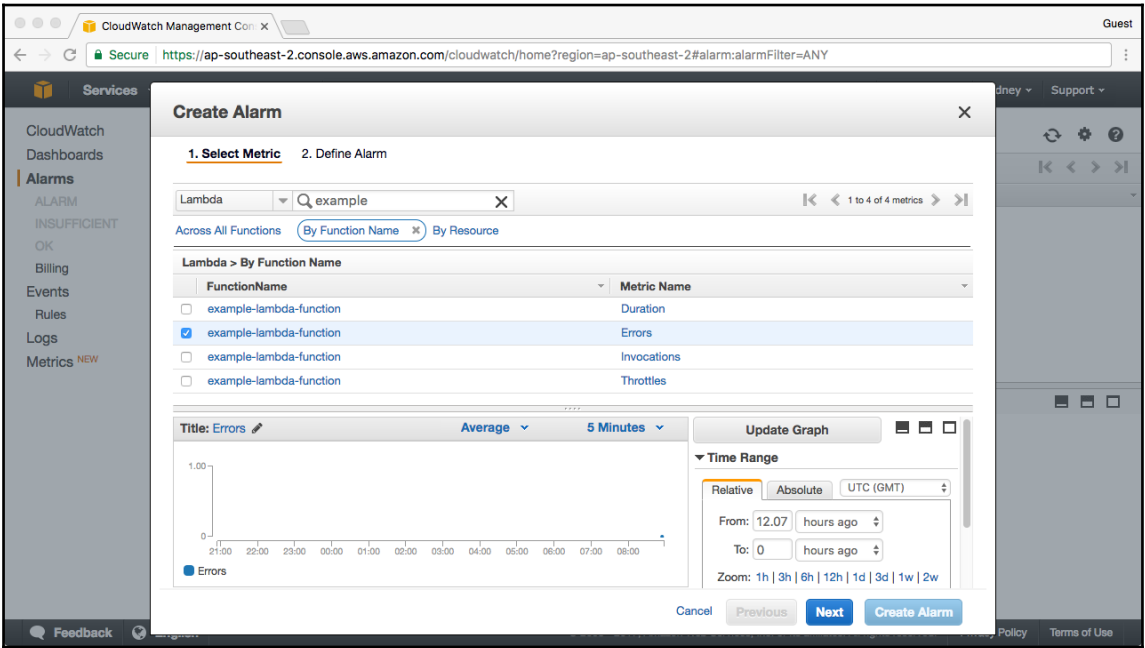 CloudWatch Management Con
Guest
Secure https://ap-southeast-2.console.aws.amazon.com/cloudwatch/home?region=ap-southeast-2#alarm:alarmFilter=ANY
Services
dney
Support
CloudWatch
Dashboards
Alarms
ALARM
INSUFFICIENT
OK
Billing
Events
Rules
Logs
Metrics NEW
Create Alarm
1. Select Metric 2. Define Alarm
Lambda example 1 to 4 of 4 metrics
Across All Functions By Function Name By Resource
Lambda > By Function Name
FunctionName Metric Name
example-lambda-function Duration
example-lambda-function Errors
example-lambda-function Invocations
example-lambda-function Throttles
Title: Errors Average 5 Minutes
1.00
0
21:00 22:00 23:00 00:00 01:00 02:00 03:00 04:00 05:00 06:00 07:00 08:00
Errors
Update Graph
Time Range
Relative Absolute UTC (GMT)
From: 12.07 hours ago
To: 0 hours ago
Zoom: 1h | 3h | 6h | 12h | 1d | 3d | 1w | 2w
Cancel Previous Next Create Alarm
Feedback
Policy Terms of Use